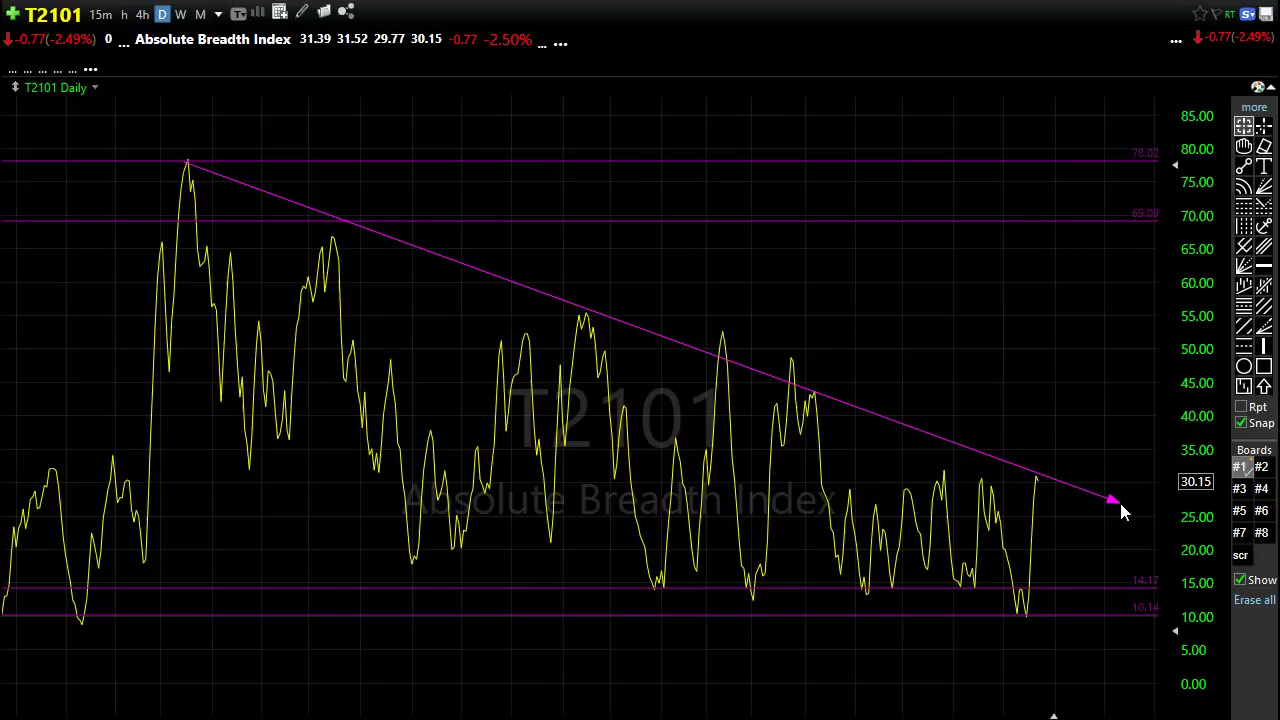 T2101 15m h 4h D W M T RT S
-0.77(-2.49%) 0 ... Absolute Breadth Index 31.39 31.52 29.77 30.15 -0.77 -2.50% ... ... ... -0.77(-2.49%)
... ... ... ... ... ...
T2101 Daily
more
85.00
80.00
78.02
75.00
70.00
69.09
65.00
60.00
55.00
50.00
45.00
40.00
35.00
30.15
25.00
20.00
15.00
14.17
10.14
10.00
5.00
0.00
T2101
Absolute Breadth Index
T
Rpt
Snap
Boards
#1 #2
#3 #4
#5 #6
#7 #8
scr
Show
Erase all